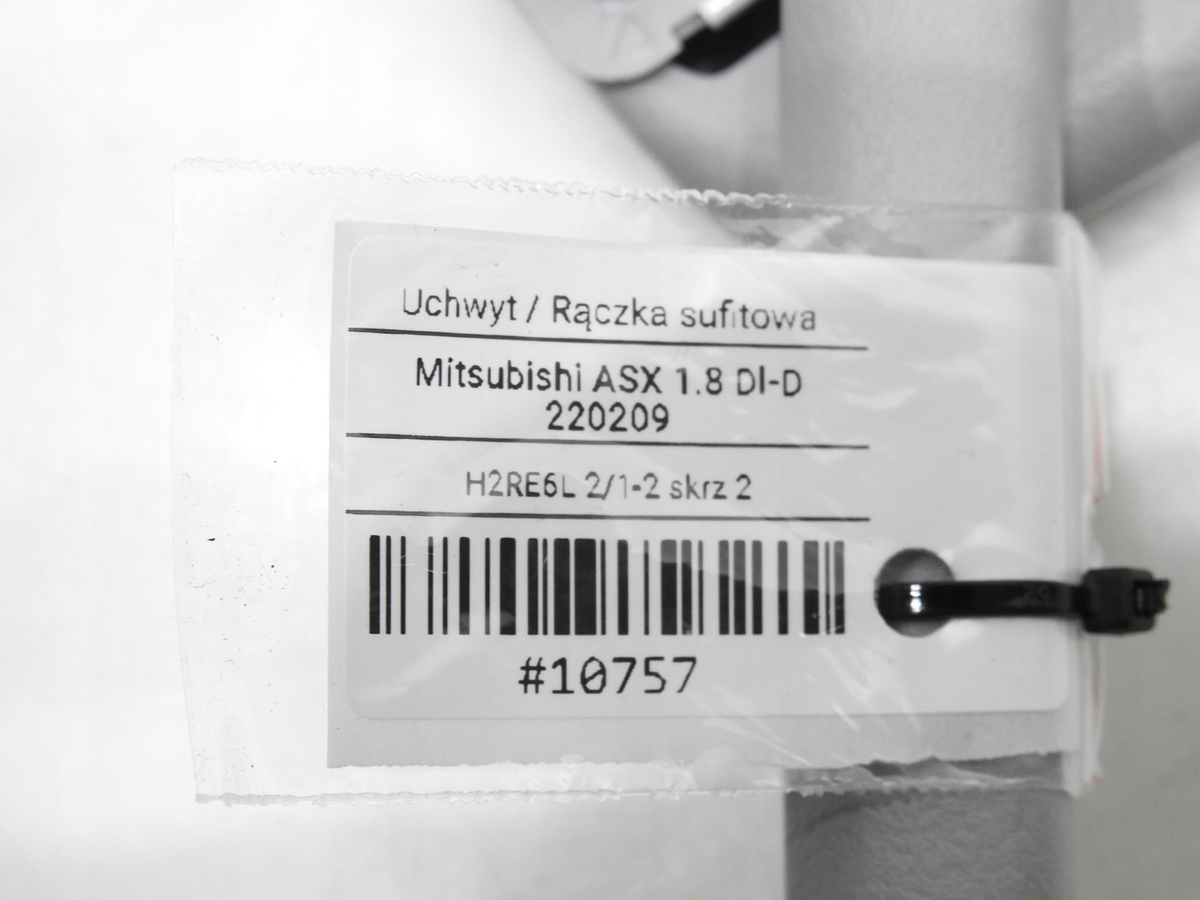 Uchwyt / Rączka sufitowa
Mitsubishi ASX 1.8 DI-D
220209
H2RE6L 2/1-2 skrz 2
#10757